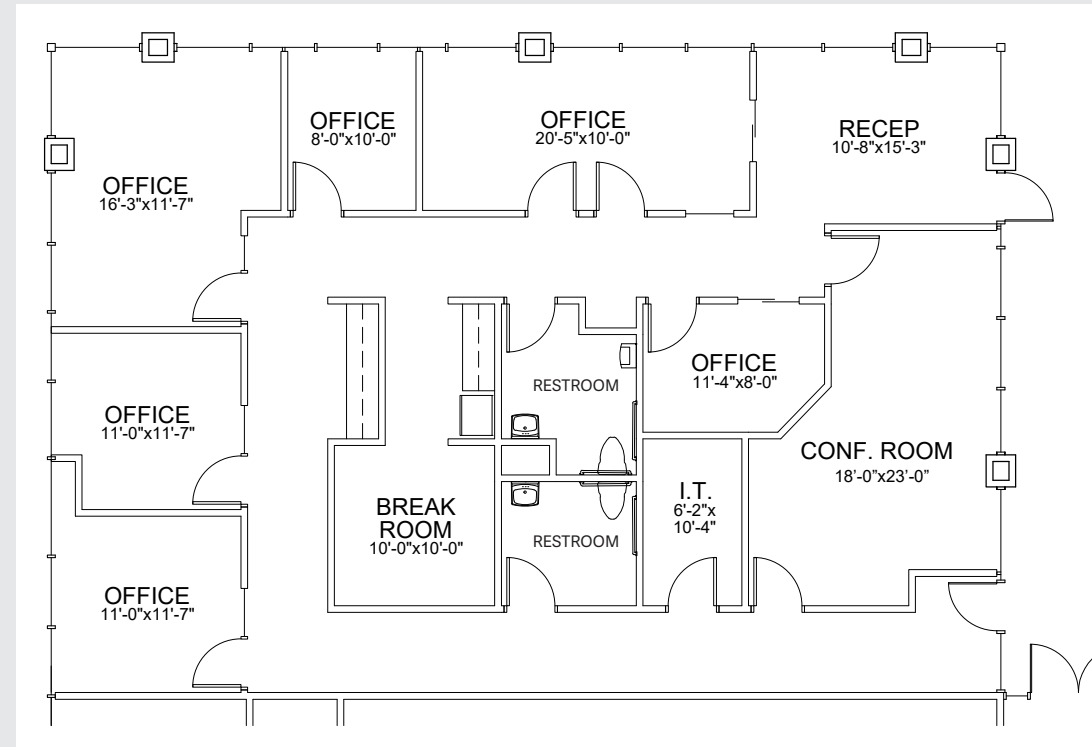 OFFICE
8'-0"x10'-0"
OFFICE
20'-5"x10'-0"
RECEP
10'-8"x15'-3"
OFFICE
16'-3"x11'-7"
OFFICE
11'-4"x8'-0"
RESTROOM
OFFICE
11'-0"x11'-7"
CONF. ROOM
18'-0"x23'-0"
I.T.
6'-2"x
10'-4"
BREAK
ROOM
10'-0"x10'-0"
RESTROOM
OFFICE
11'-0"x11'-7"